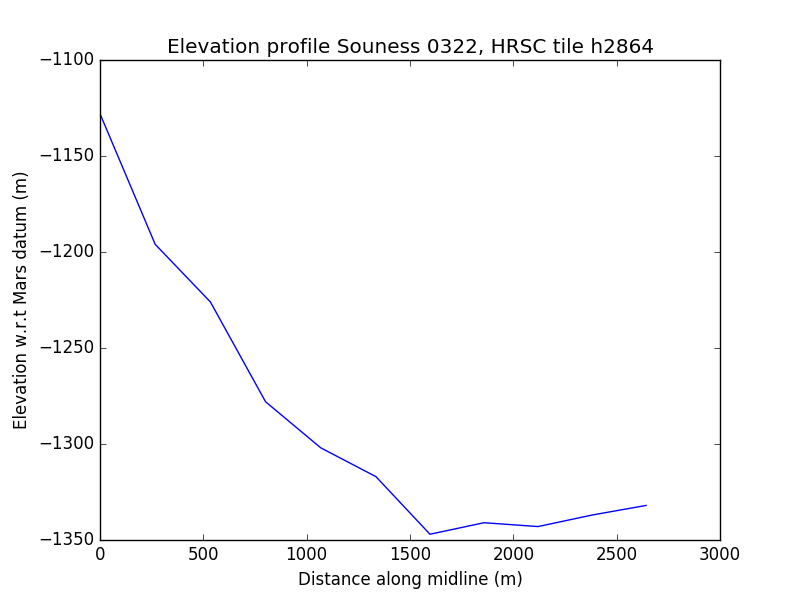 Elevation profile Souness 0322, HRSC tile h2864
−1100
−1150
−1200
−1250
−1300
−1350
Elevation w.r.t Mars datum (m)
0 500 1000 1500 2000 2500 3000
Distance along midline (m)